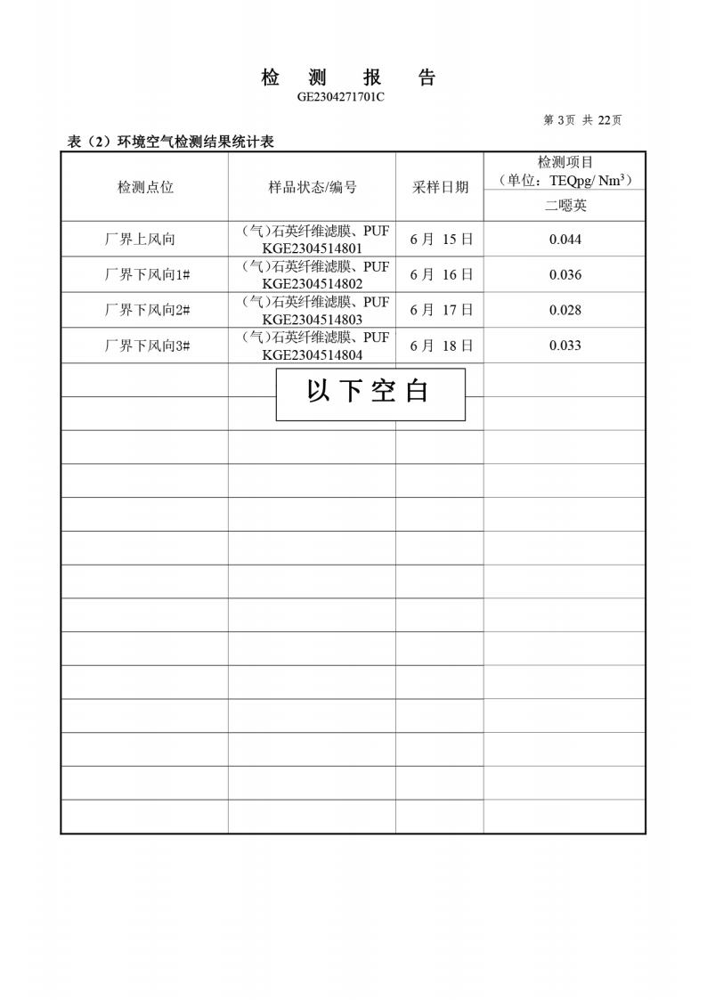 检 测 报 告
GE2304271701C
第 3页 共 22页
表（2）环境空气检测结果统计表
检测点位 样品状态/编号 采样日期 检测项目
（单位：TEQpg/ Nm³）
二噁英
厂界上风向 （气）石英纤维滤膜、PUF
KGE2304514801 6 月 15 日 0.044
厂界下风向1# （气）石英纤维滤膜、PUF
KGE2304514802 6 月 16 日 0.036
厂界下风向2# （气）石英纤维滤膜、PUF
KGE2304514803 6 月 17 日 0.028
厂界下风向3# （气）石英纤维滤膜、PUF
KGE2304514804 6 月 18 日 0.033
以下空白